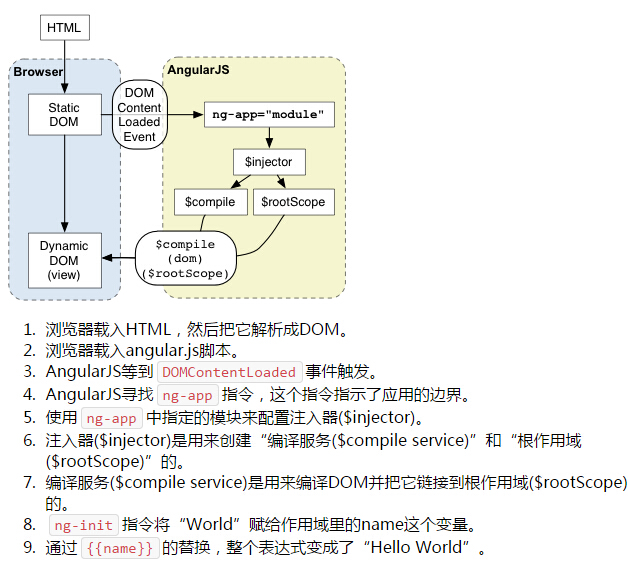 HTML
Browser
AngularJS
Static
DOM
DOM
Content
Loaded
Event
ng-app="module"
$injector
$compile
$rootScope
Dynamic
DOM
(view)
$compile
(dom)
($rootScope)
1. 浏览器载入HTML，然后把它解析成DOM。
2. 浏览器载入angular.js脚本。
3. AngularJS等到 DOMContentLoaded 事件触发。
4. AngularJS寻找 ng-app 指令，这个指令指示了应用的边界。
5. 使用 ng-app 中指定的模块来配置注入器($injector)。
6. 注入器($injector)是用来创建“编译服务($compile service)”和“根作用域
($rootScope)”的。
7. 编译服务($compile service)是用来编译DOM并把它链接到根作用域($rootScope)
的。
8. ng-init 指令将“World”赋给作用域里的name这个变量。
9. 通过 {{name}} 的替换，整个表达式变成了“Hello World”。